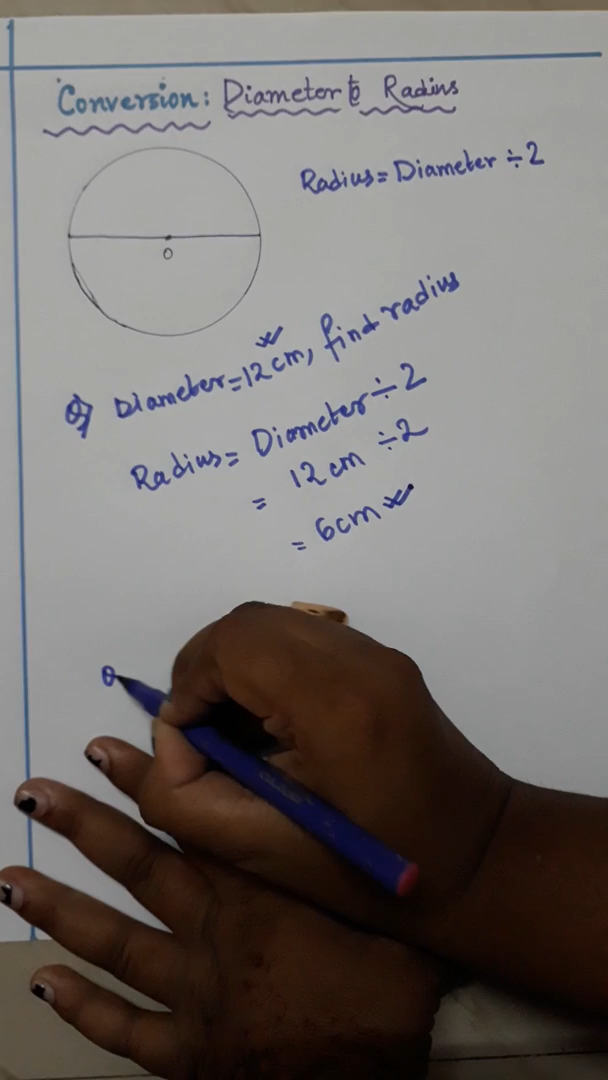 Conversion: Diameter to Radius
Radius = Diameter ÷ 2
O
Q) Diameter = 12 cm, find radius
Radius = Diameter ÷ 2
= 12 cm ÷ 2
= 6 cm
Q